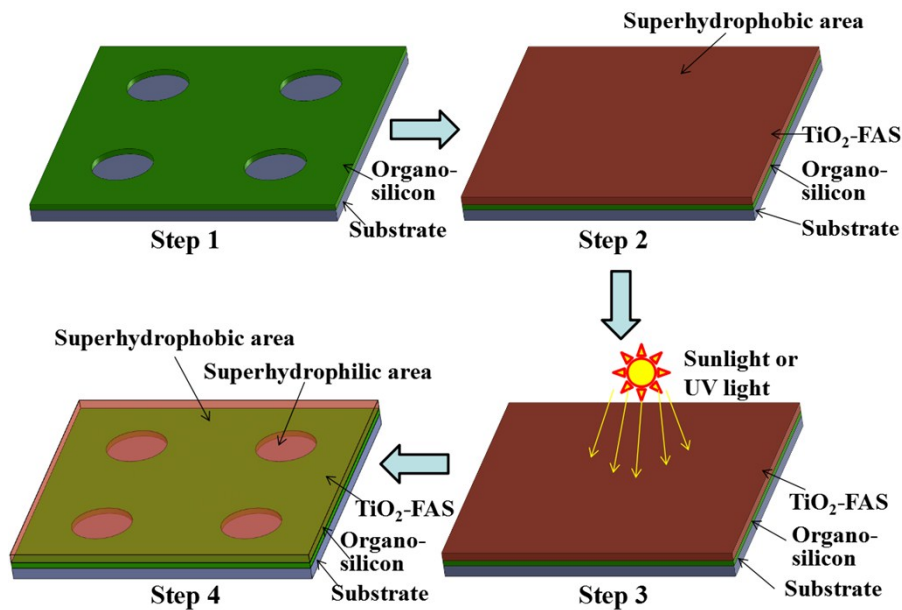 Organo-
silicon
Substrate
Step 1
Superhydrophobic area
TiO₂-FAS
Organo-
silicon
Substrate
Step 2
Sunlight or
UV light
TiO₂-FAS
Organo-
silicon
Substrate
Step 3
Superhydrophobic area
Superhydrophilic area
TiO₂-FAS
Organo-
silicon
Substrate
Step 4